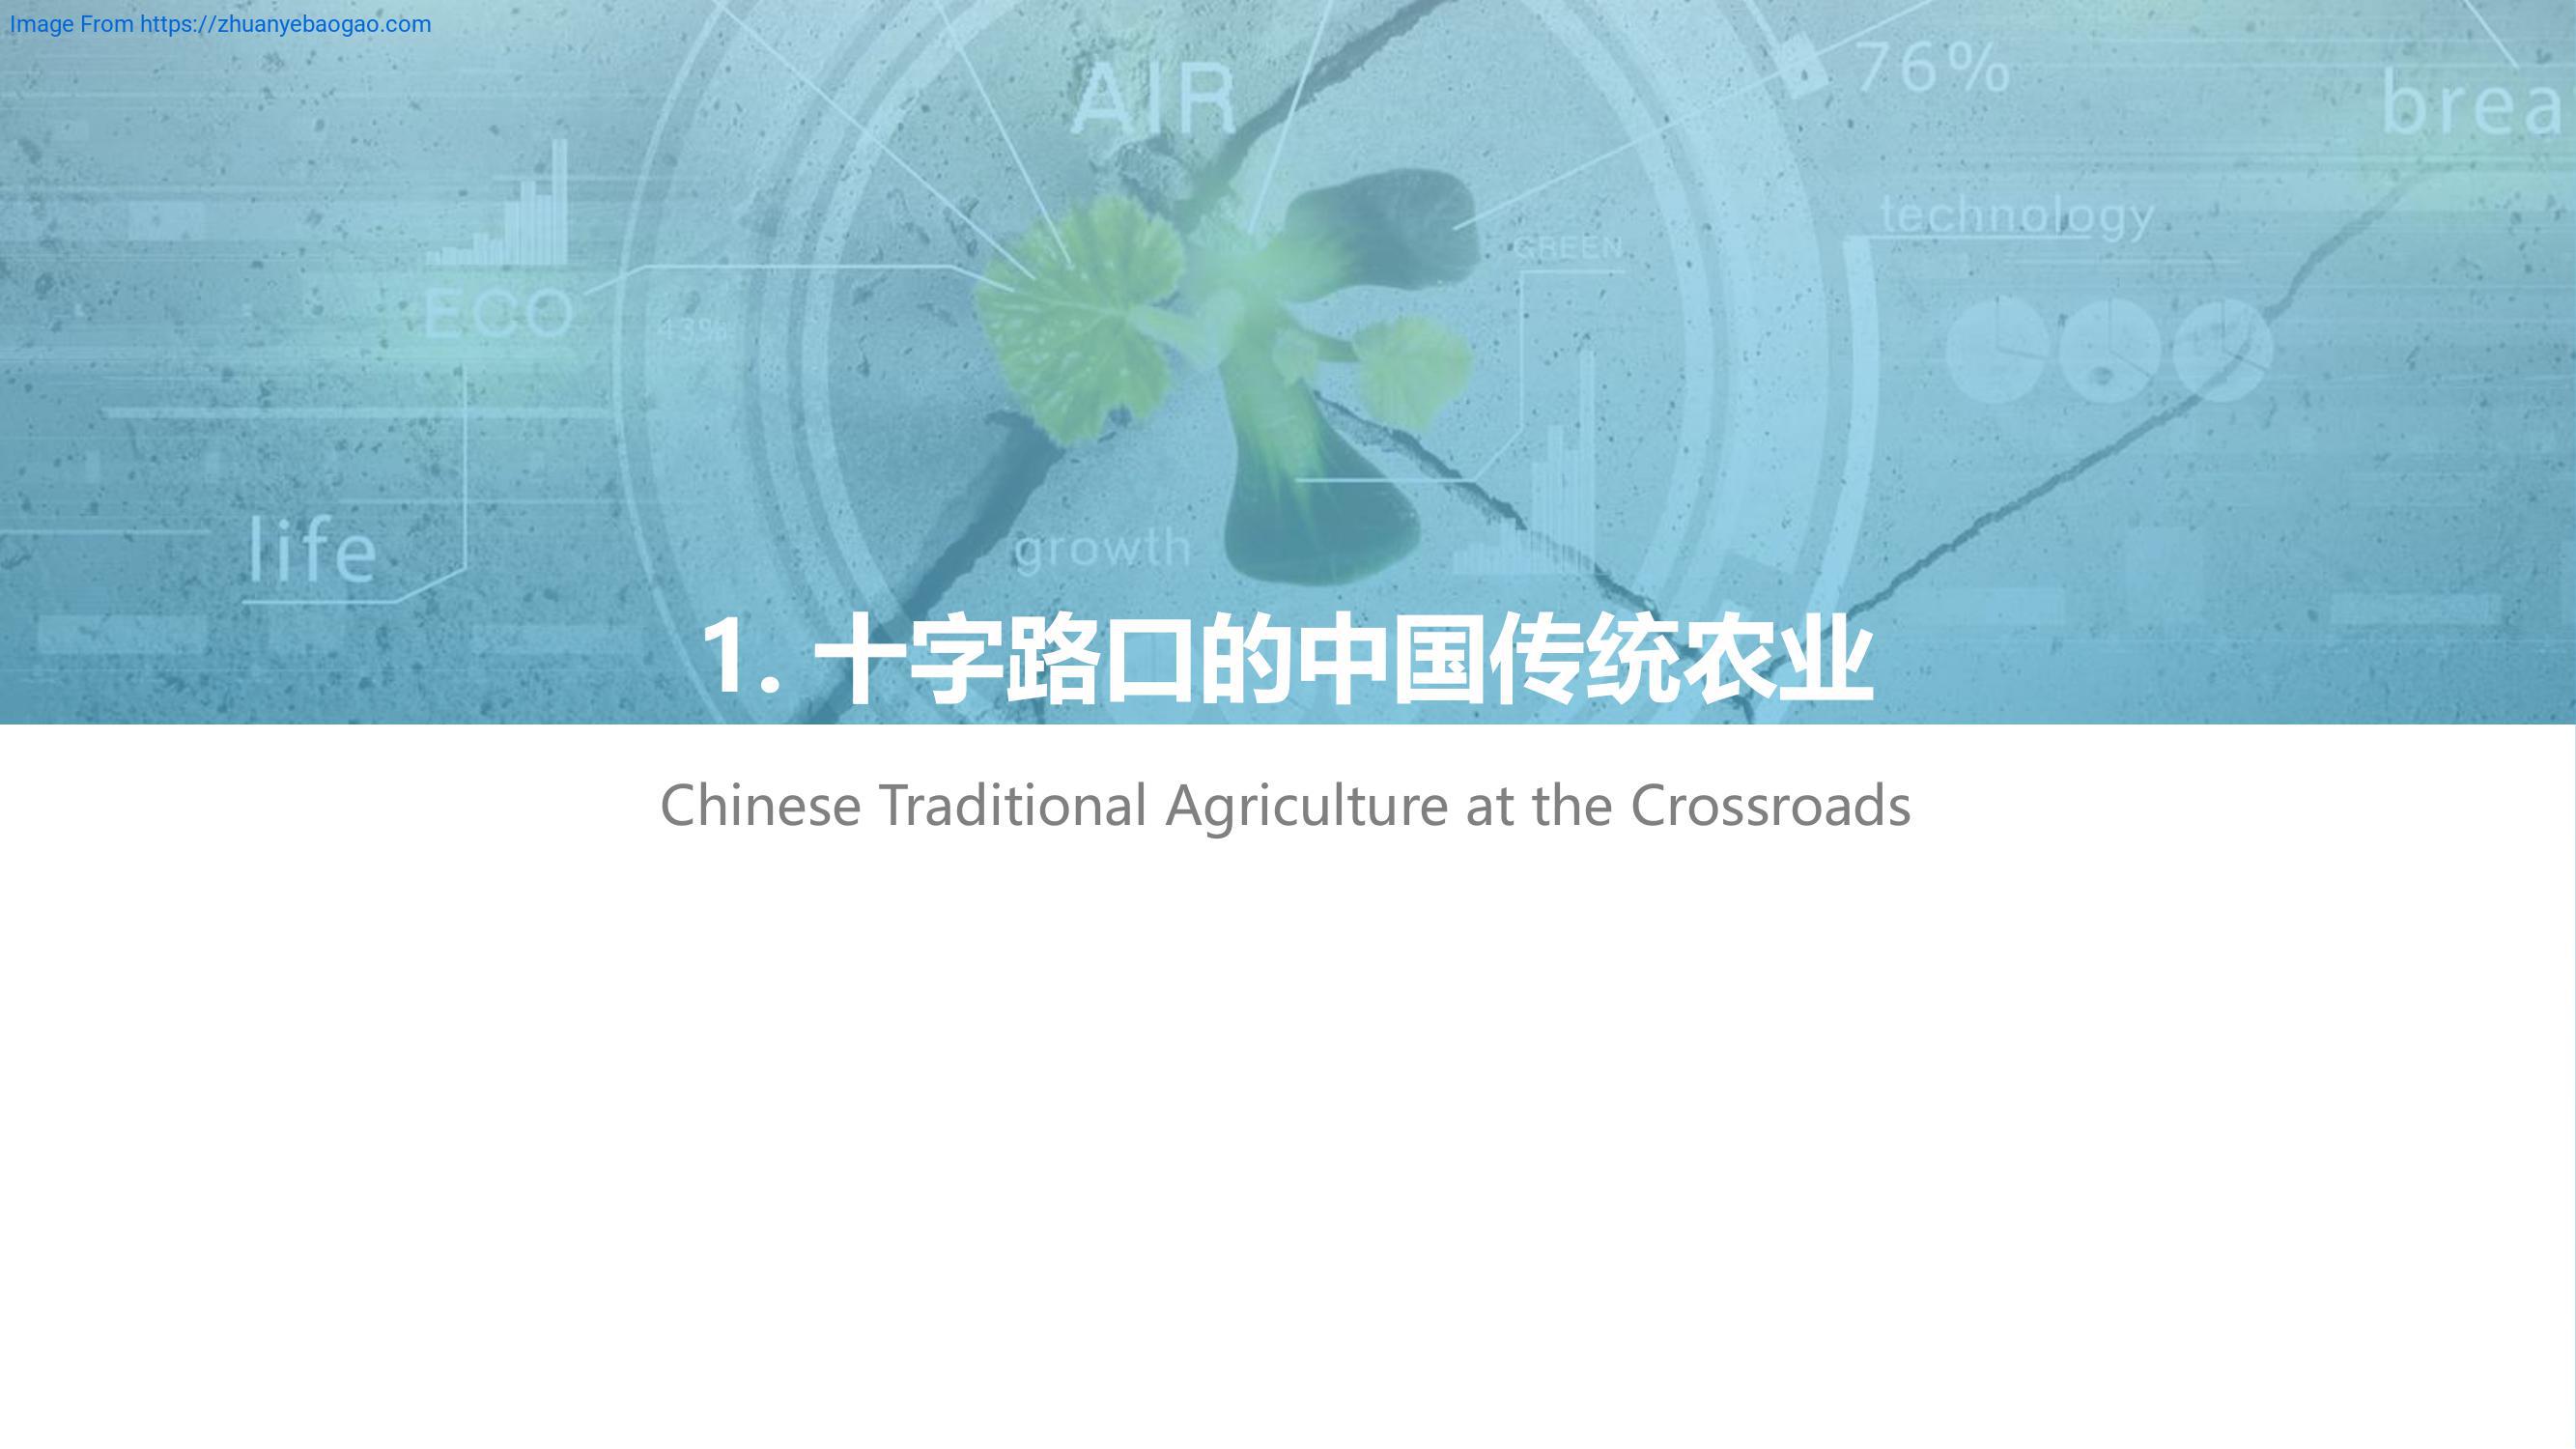 Image From https://zhuanyebaogao.com
AIR
76%
brea
technology
GREEN
ECO
43%
life
growth
1. 十字路口的中国传统农业
Chinese Traditional Agriculture at the Crossroads